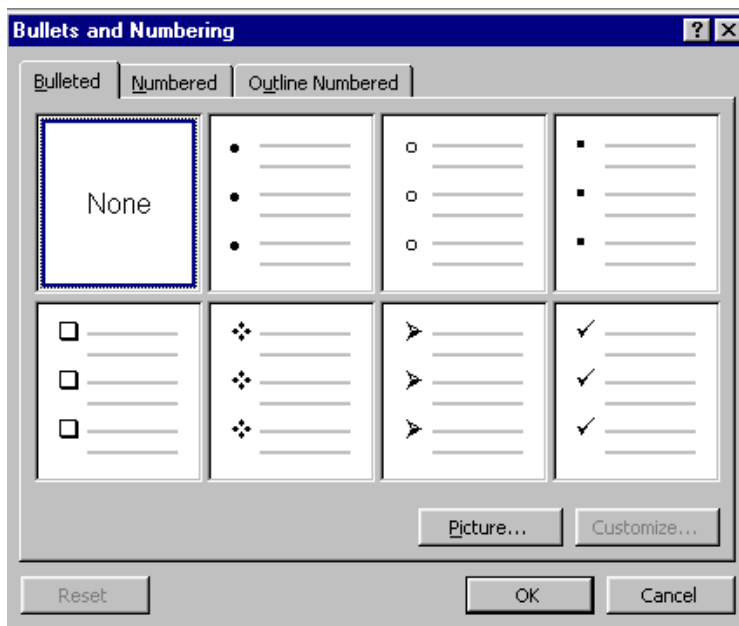 Bullets and Numbering
Bulleted Numbered Outline Numbered
None
Picture... Customize...
Reset OK Cancel